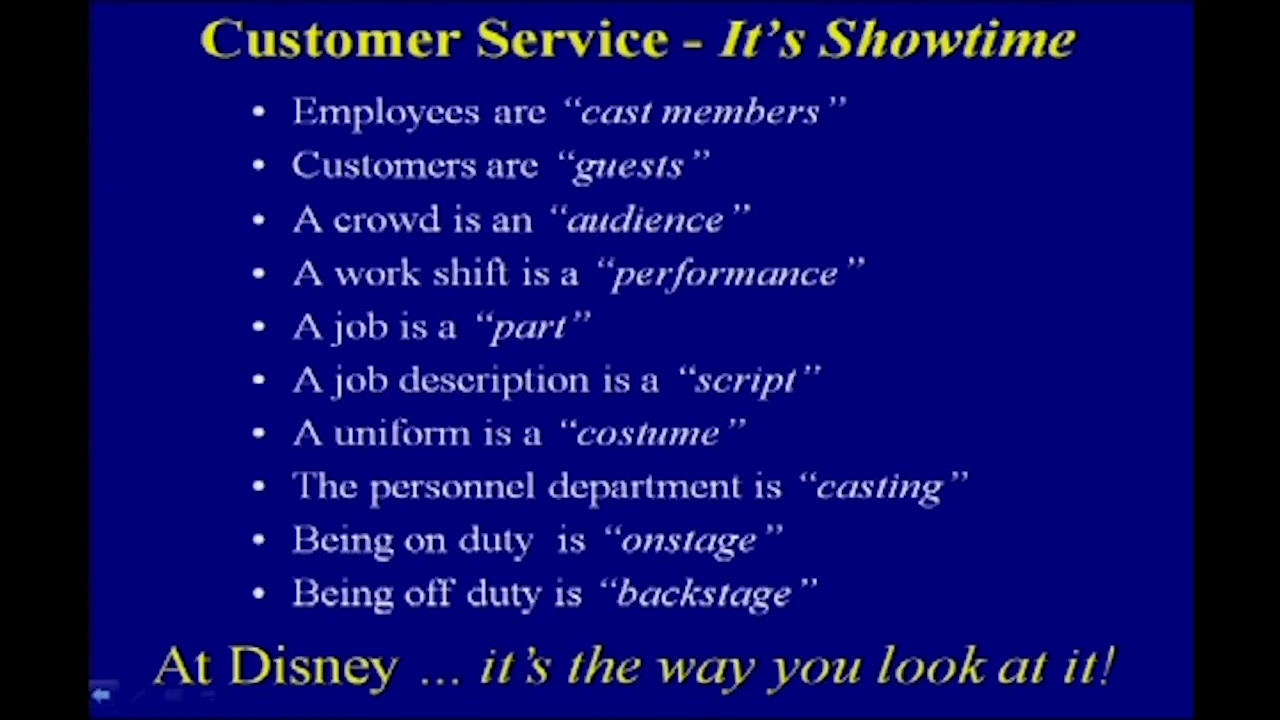 Customer Service - It’s Showtime
• Employees are “cast members”
• Customers are “guests”
• A crowd is an “audience”
• A work shift is a “performance”
• A job is a “part”
• A job description is a “script”
• A uniform is a “costume”
• The personnel department is “casting”
• Being on duty  is “onstage”
• Being off duty is “backstage”
At Disney ... it’s the way you look at it!